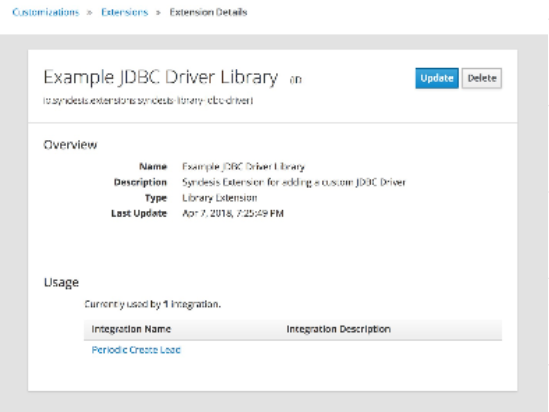 Customizations » Extensions » Extension Details
Example JDBC Driver Library (ID
Update Delete
io.syndesis.extensions:syndesis-library-jdbc-driver)
Overview
Name Example JDBC Driver Library
Description Syndesis Extension for adding a custom JDBC Driver
Type Library Extension
Last Update Apr 7, 2018, 7:25:49 PM
Usage
Currently used by 1 integration.
Integration Name Integration Description
Periodic Create Lead